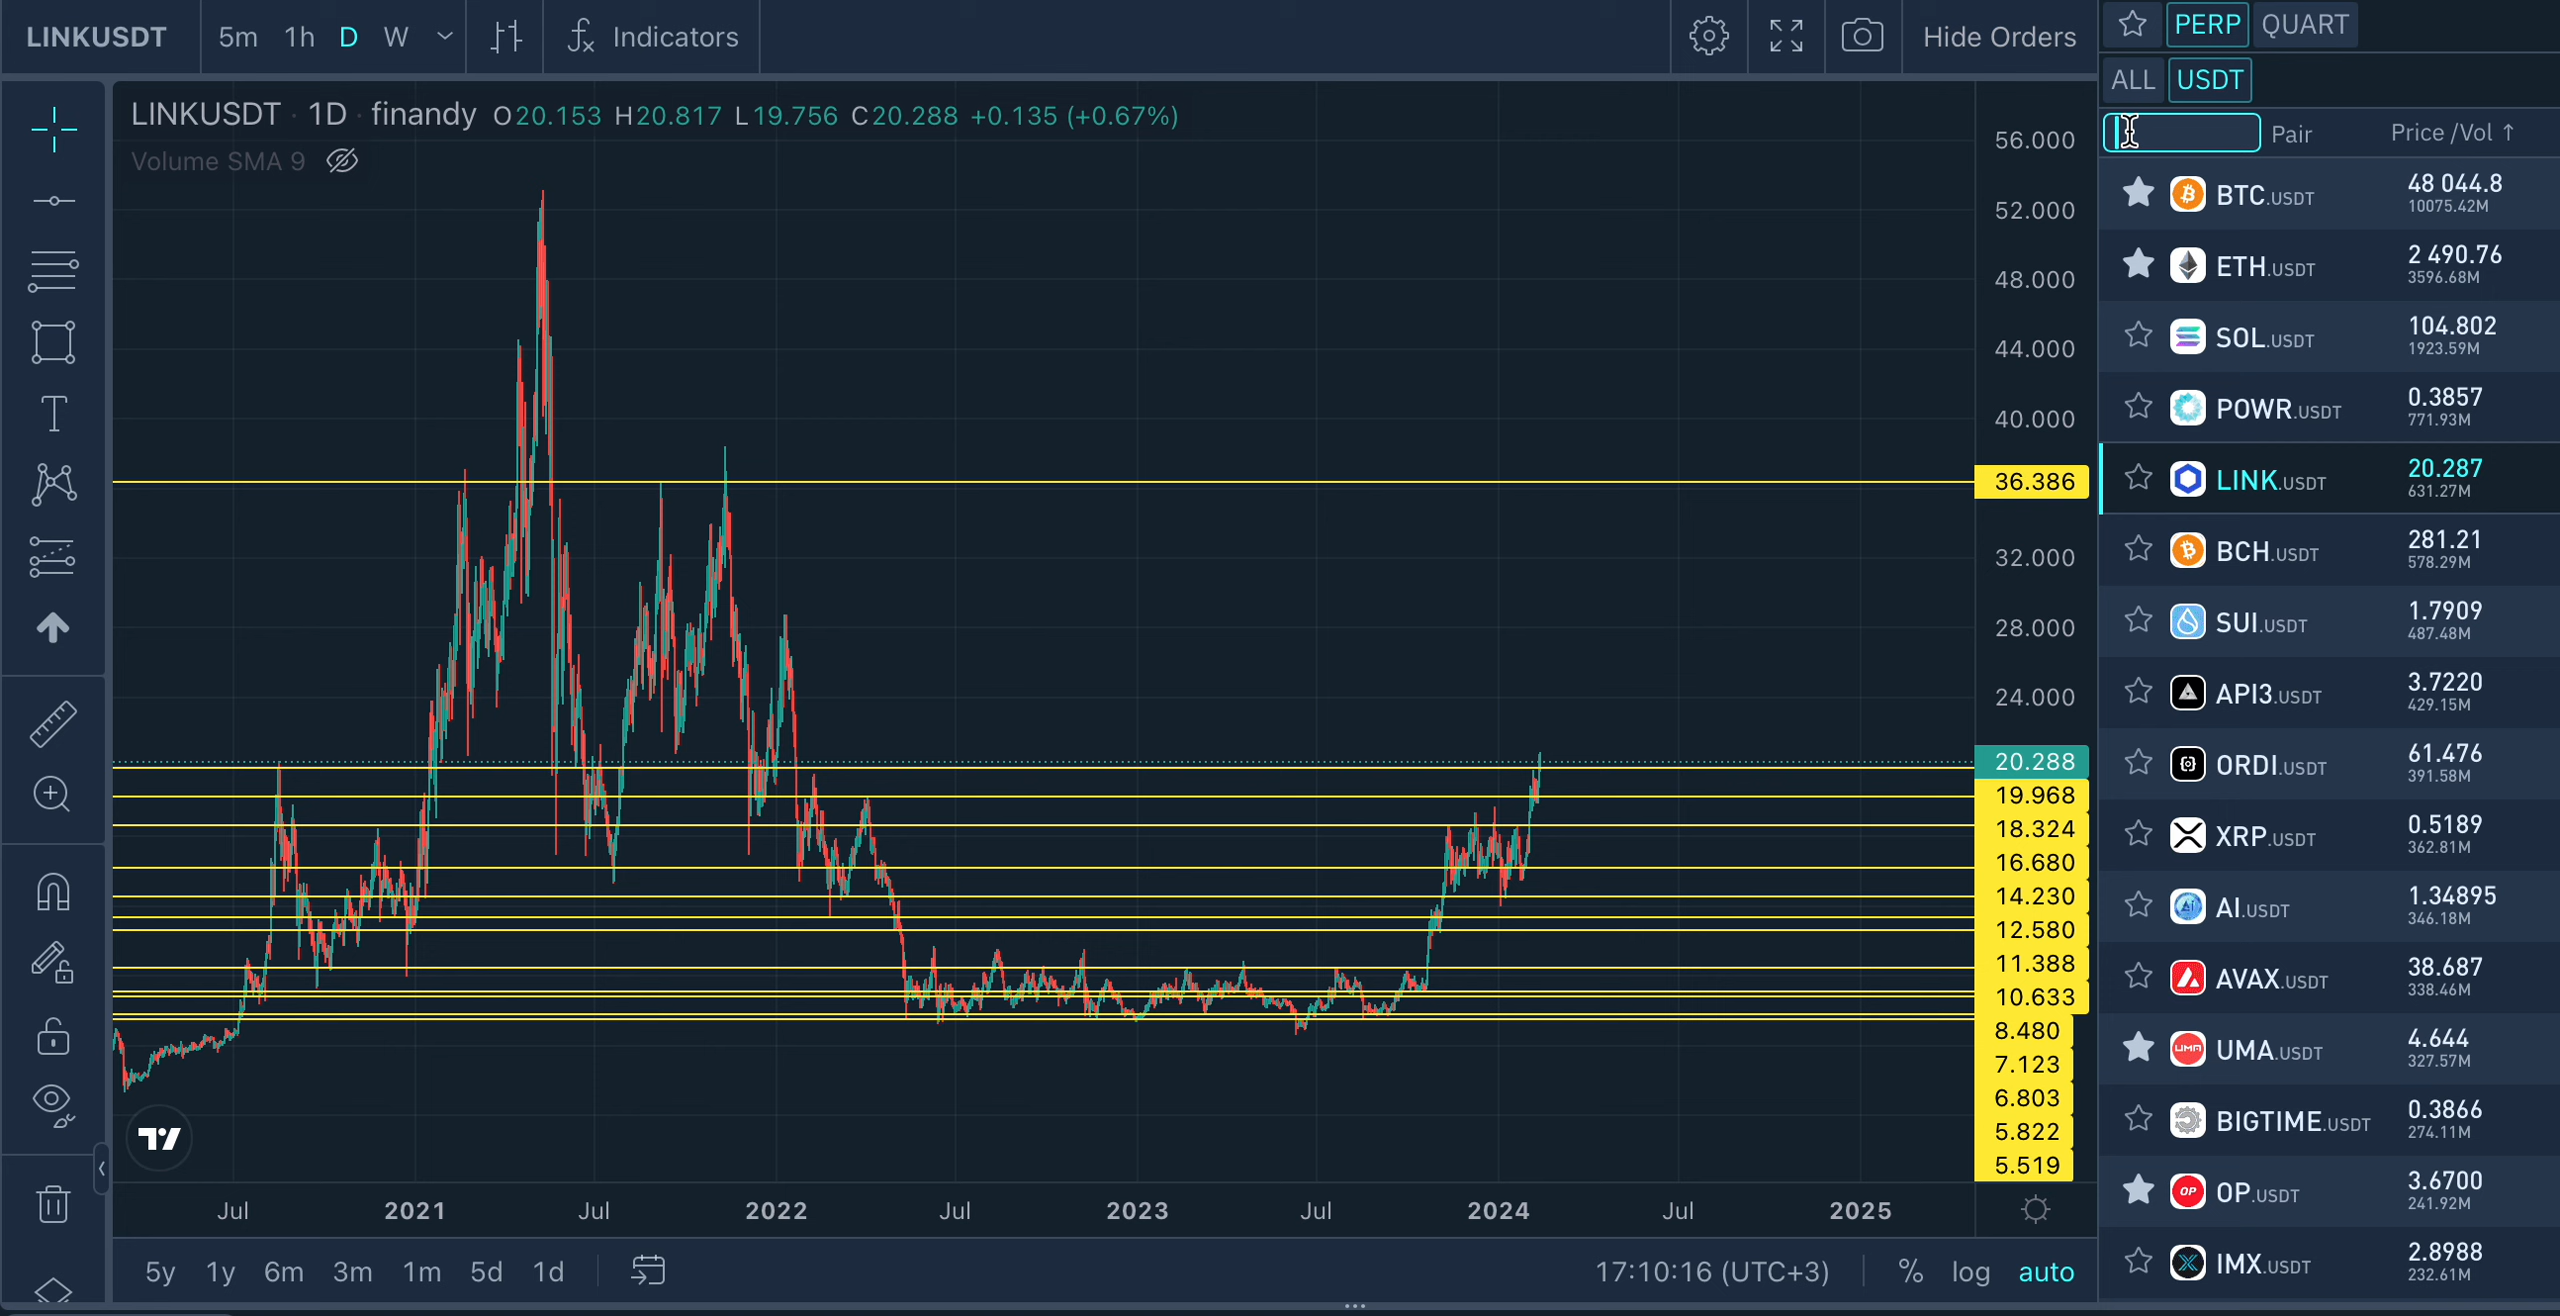 LINKUSDT 5m 1h D W Indicators Hide Orders
LINKUSDT · 1D · finandy O20.153 H20.817 L19.756 C20.288 +0.135 (+0.67%)
Volume SMA 9
56.000
52.000
48.000
44.000
40.000
36.386
32.000
28.000
24.000
20.288
19.968
18.324
16.680
14.230
12.580
11.388
10.633
8.480
7.123
6.803
5.822
5.519
Jul 2021 Jul 2022 Jul 2023 Jul 2024 Jul 2025
5y 1y 6m 3m 1m 5d 1d 17:10:16 (UTC+3) % log auto
PERP QUART
ALL USDT
Pair Price /Vol ↑
BTC.USDT 48 044.8
10075.42M
ETH.USDT 2 490.76
3596.68M
SOL.USDT 104.802
1923.59M
POWR.USDT 0.3857
771.93M
LINK.USDT 20.287
631.27M
BCH.USDT 281.21
578.29M
SUI.USDT 1.7909
487.48M
API3.USDT 3.7220
429.15M
ORDI.USDT 61.476
391.58M
XRP.USDT 0.5189
362.81M
AI.USDT 1.34895
346.18M
AVAX.USDT 38.687
338.46M
UMA UMA.USDT 4.644
327.57M
BIGTIME.USDT 0.3866
274.11M
OP OP.USDT 3.6700
241.92M
IMX.USDT 2.8988
232.61M